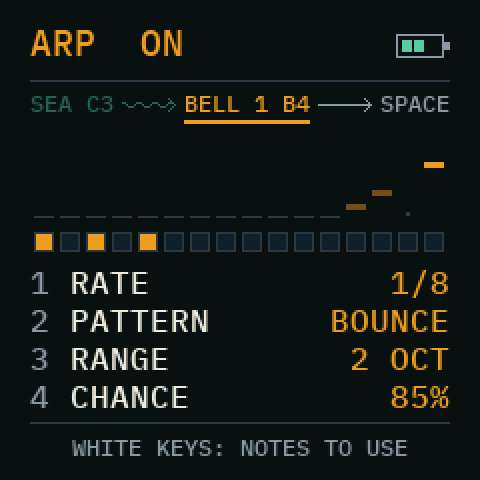 ARP ON
SEA C3 BELL 1 B4 SPACE
1 RATE 1/8
2 PATTERN BOUNCE
3 RANGE 2 OCT
4 CHANCE 85%
WHITE KEYS: NOTES TO USE